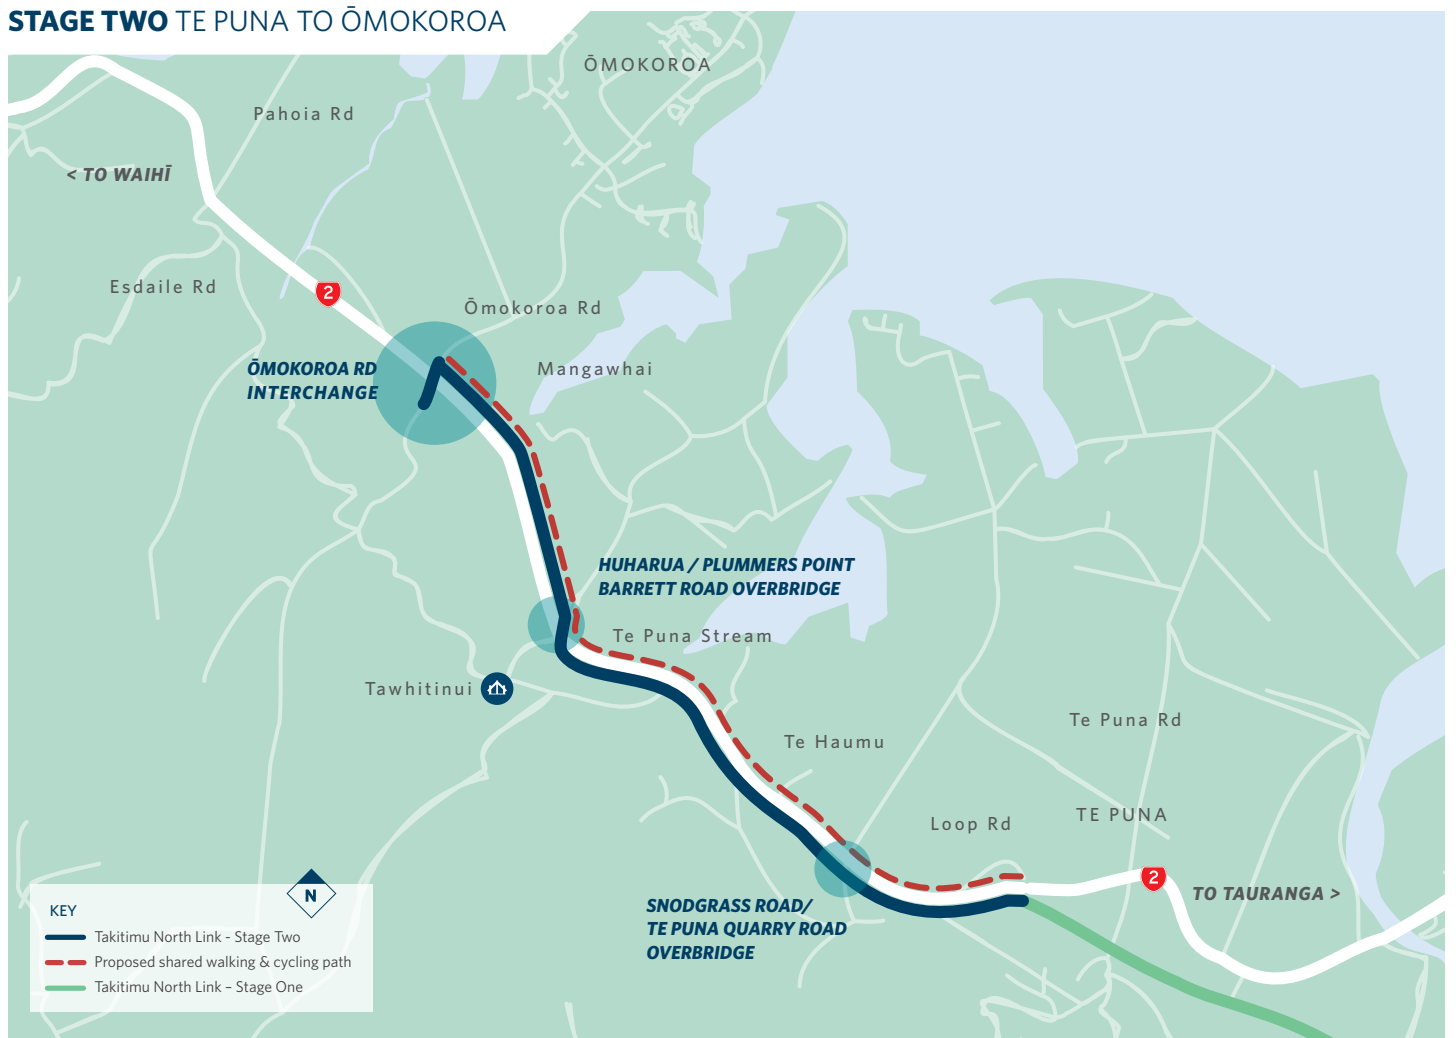 STAGE TWO TE PUNA TO ŌMOKOROA
ŌMOKOROA
Pahoia Rd
< TO WAIHĪ
Esdaile Rd
2
Ōmokoroa Rd
ŌMOKOROA RD
INTERCHANGE
Mangawhai
HUHARUA / PLUMMERS POINT
BARRETT ROAD OVERBRIDGE
Te Puna Stream
Tawhitinui
Te Puna Rd
Te Haumu
TE PUNA
Loop Rd
2
TO TAURANGA >
SNODGRASS ROAD/
TE PUNA QUARRY ROAD
OVERBRIDGE
N
KEY
Takitimu North Link - Stage Two
Proposed shared walking & cycling path
Takitimu North Link – Stage One